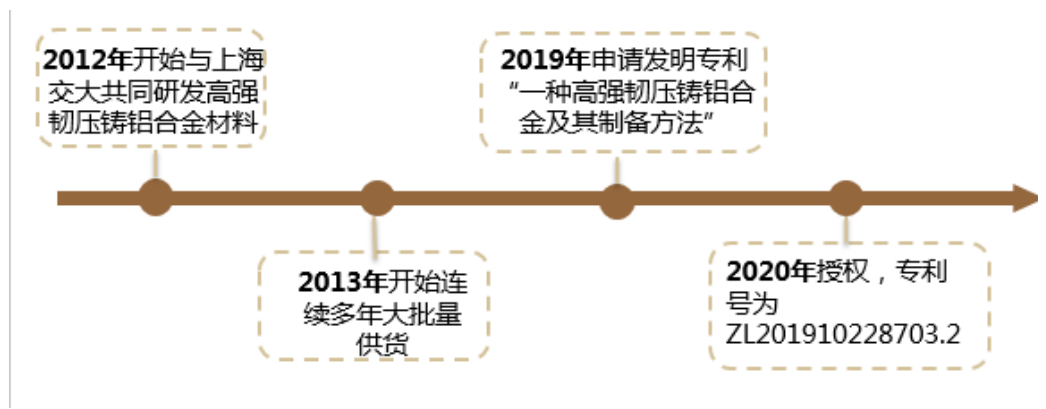 2012年开始与上海
交大共同研发高强
韧压铸铝合金材料
2013年开始连
续多年大批量
供货
2019年申请发明专利
“一种高强韧压铸铝合
金及其制备方法”
2020年授权，专利
号为
ZL201910228703.2